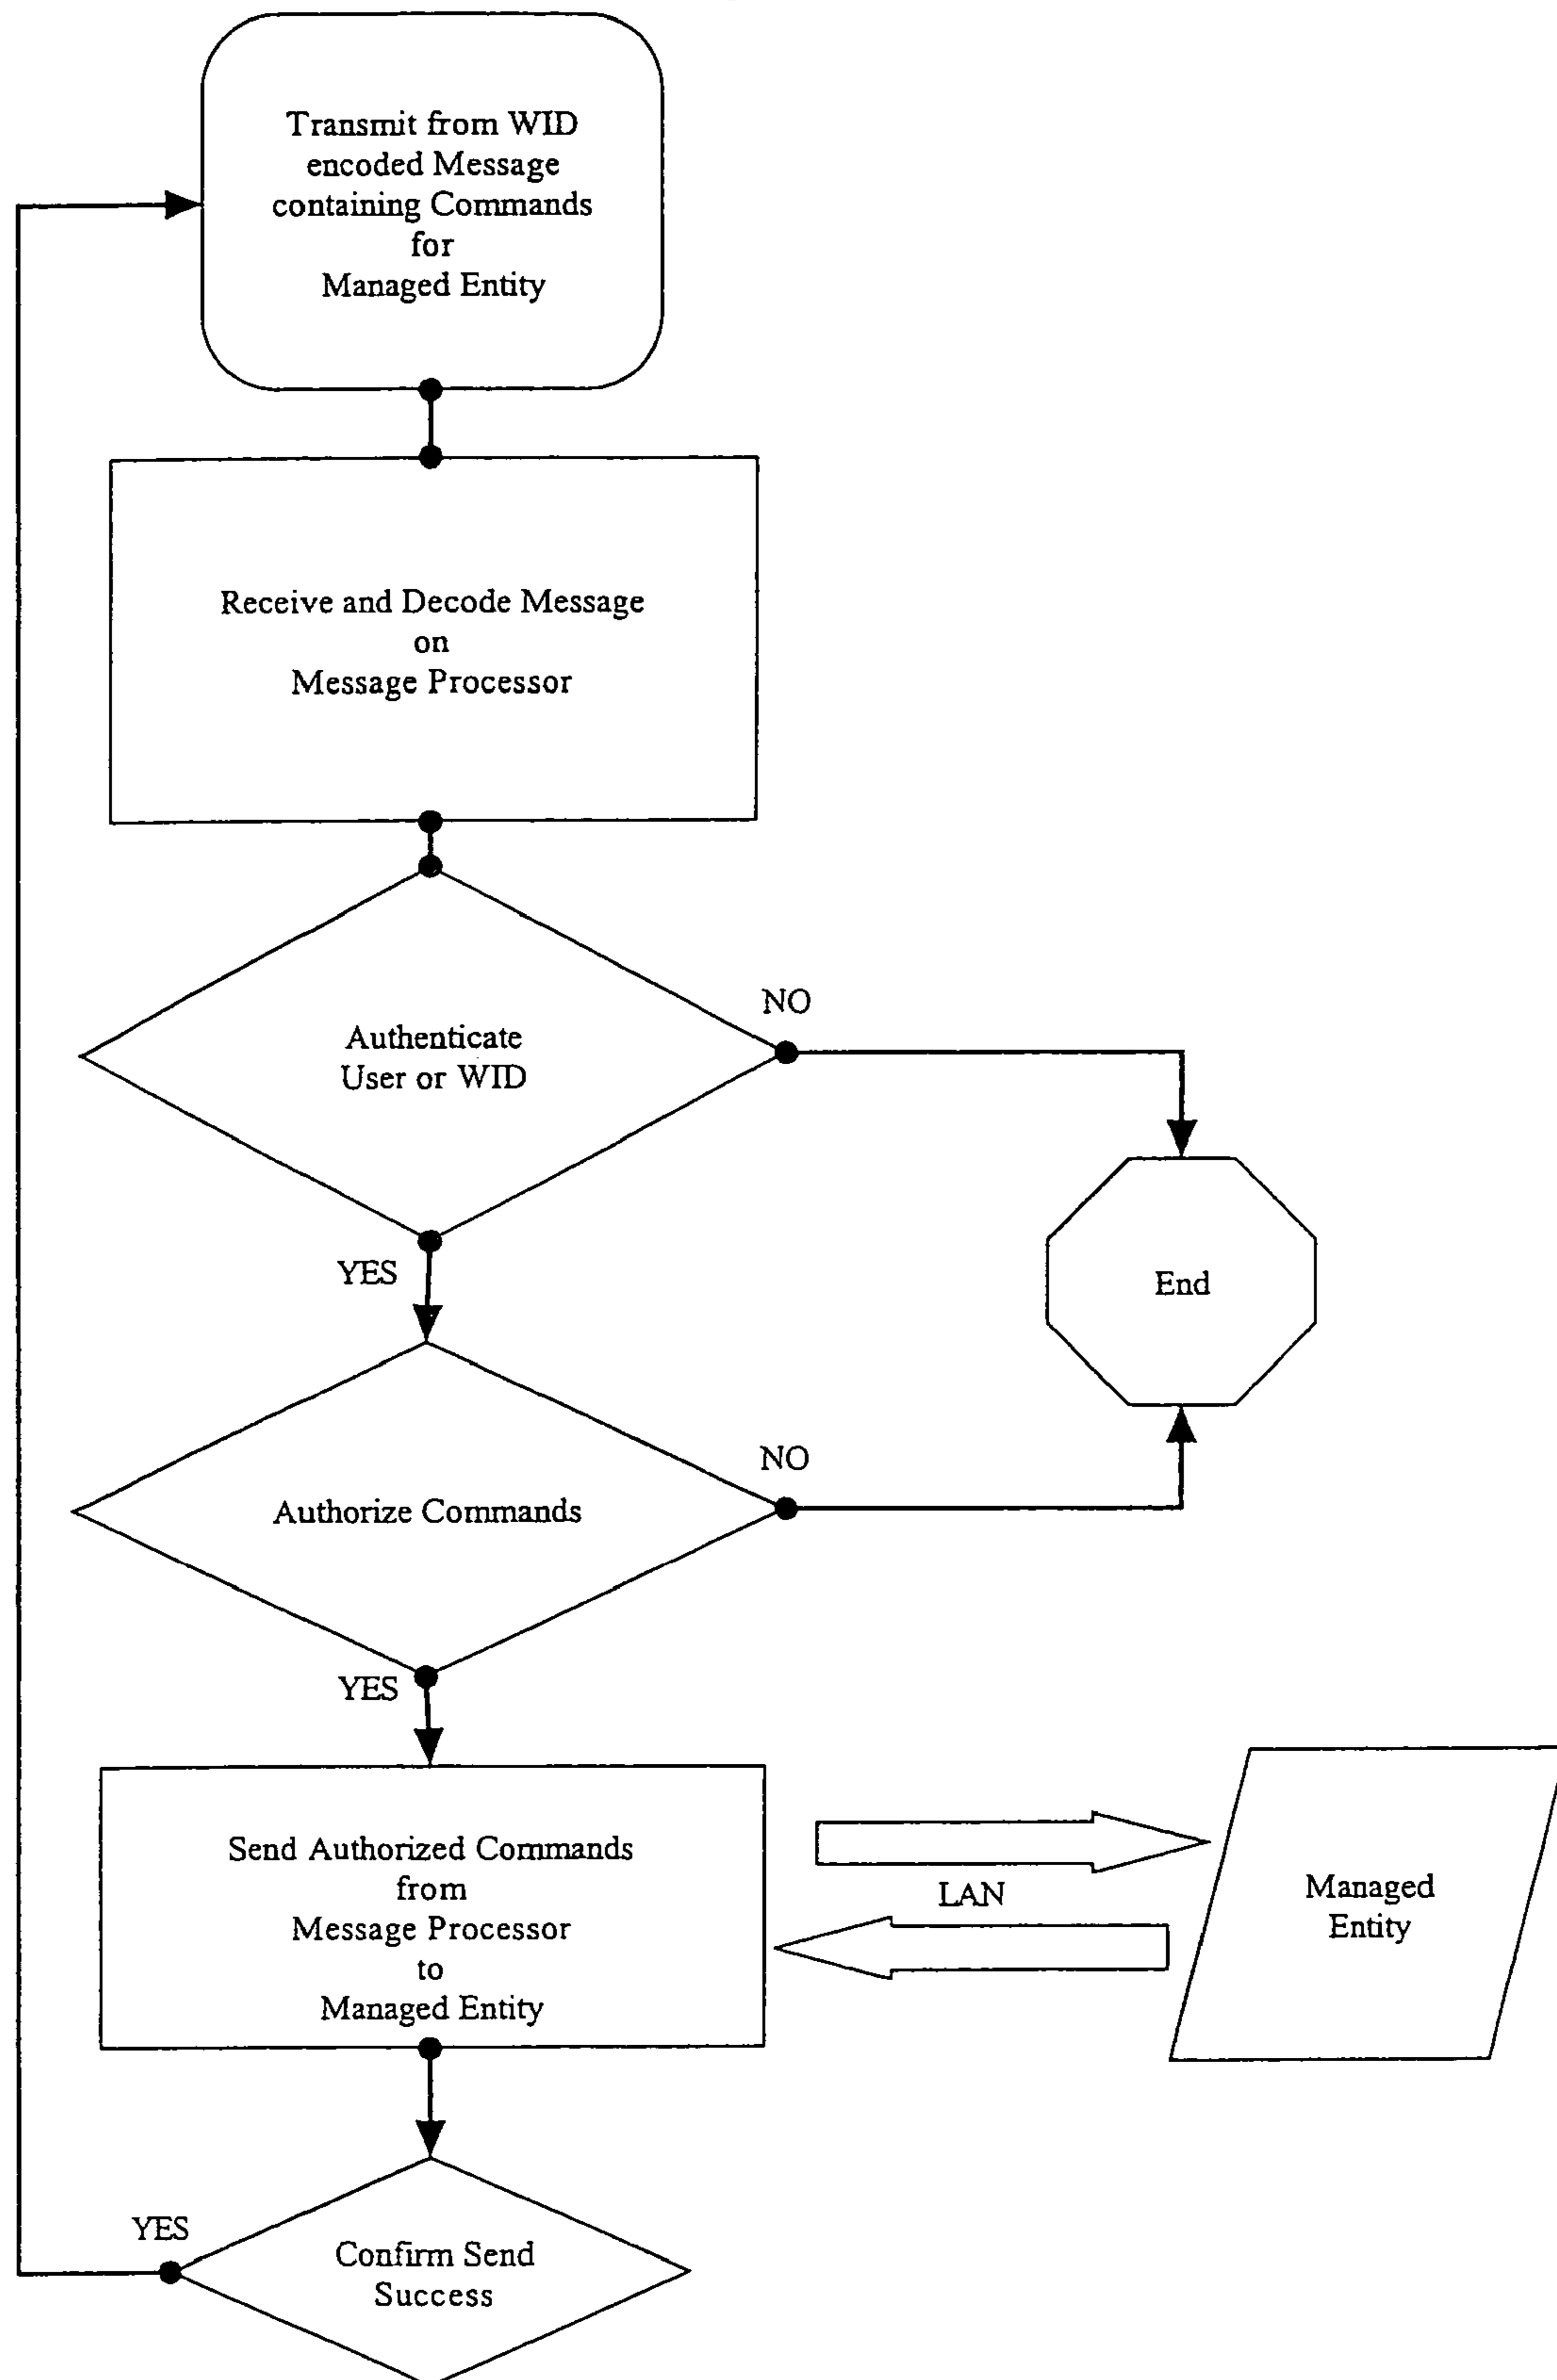 Transmit from WID
encoded Message
containing Commands
for
Managed Entity
Receive and Decode Message
on
Message Processor
Authenticate
User or WID
NO
YES
End
Authorize Commands
NO
YES
Send Authorized Commands
from
Message Processor
to
Managed Entity
LAN
Managed
Entity
YES
Confirm Send
Success